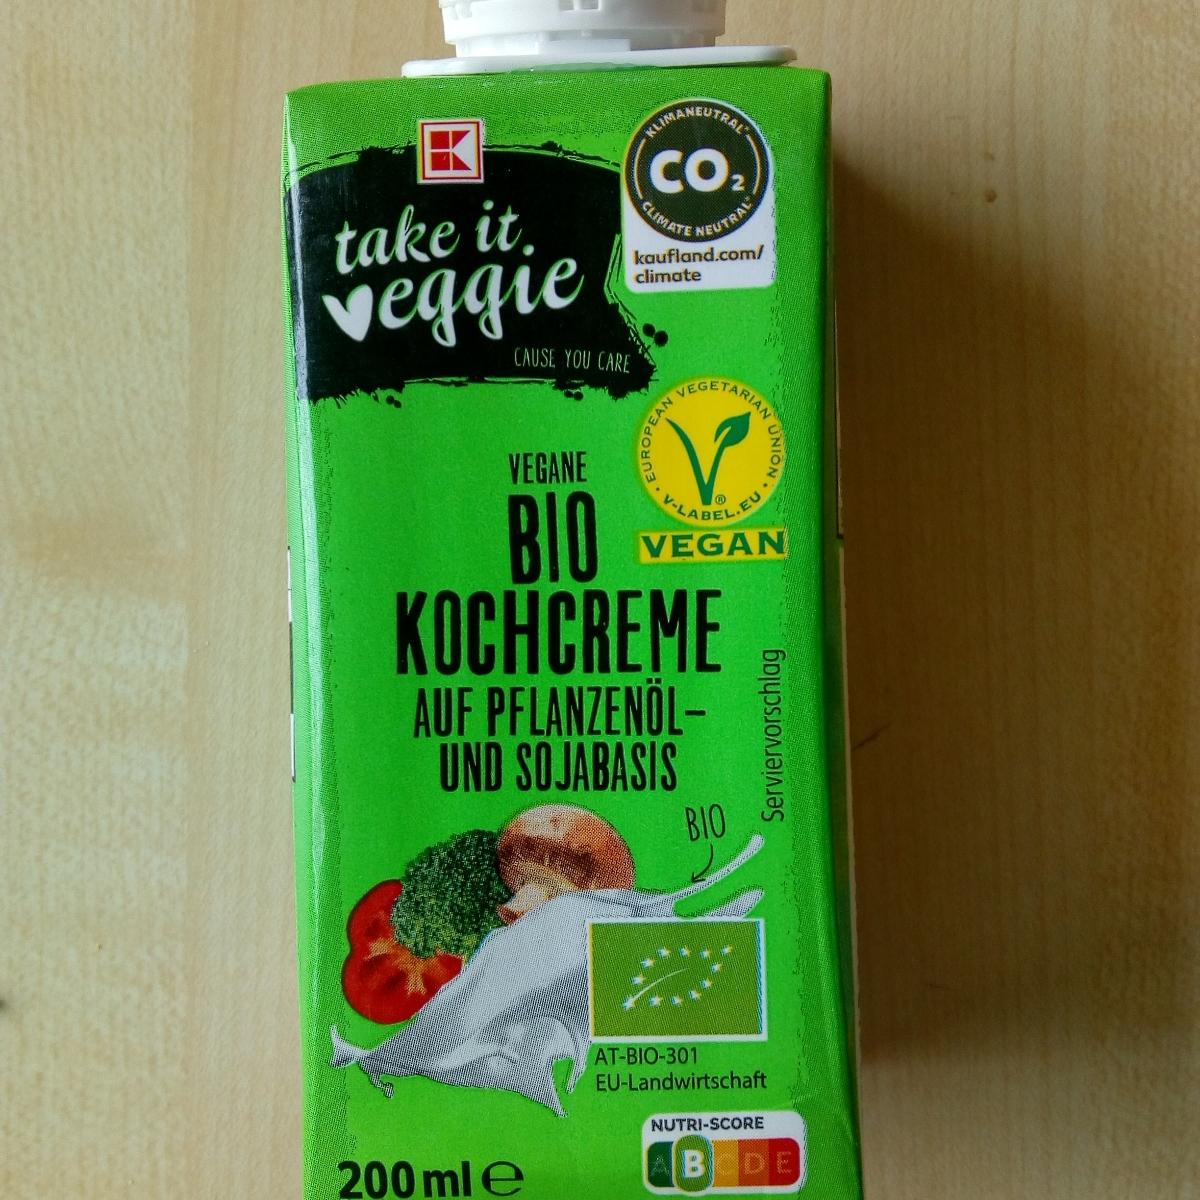 K
take it
veggie
CAUSE YOU CARE
KLIMANEUTRAL
CO2
CLIMATE NEUTRAL
kaufland.com/
climate
EUROPEAN VEGETARIAN UNION
V-LABEL.EU
VEGAN
VEGANE
BIO
KOCHCREME
AUF PFLANZENÖL-
UND SOJABASIS
Serviervorschlag
BIO
AT-BIO-301
EU-Landwirtschaft
NUTRI-SCORE
A B C D E
200 ml e